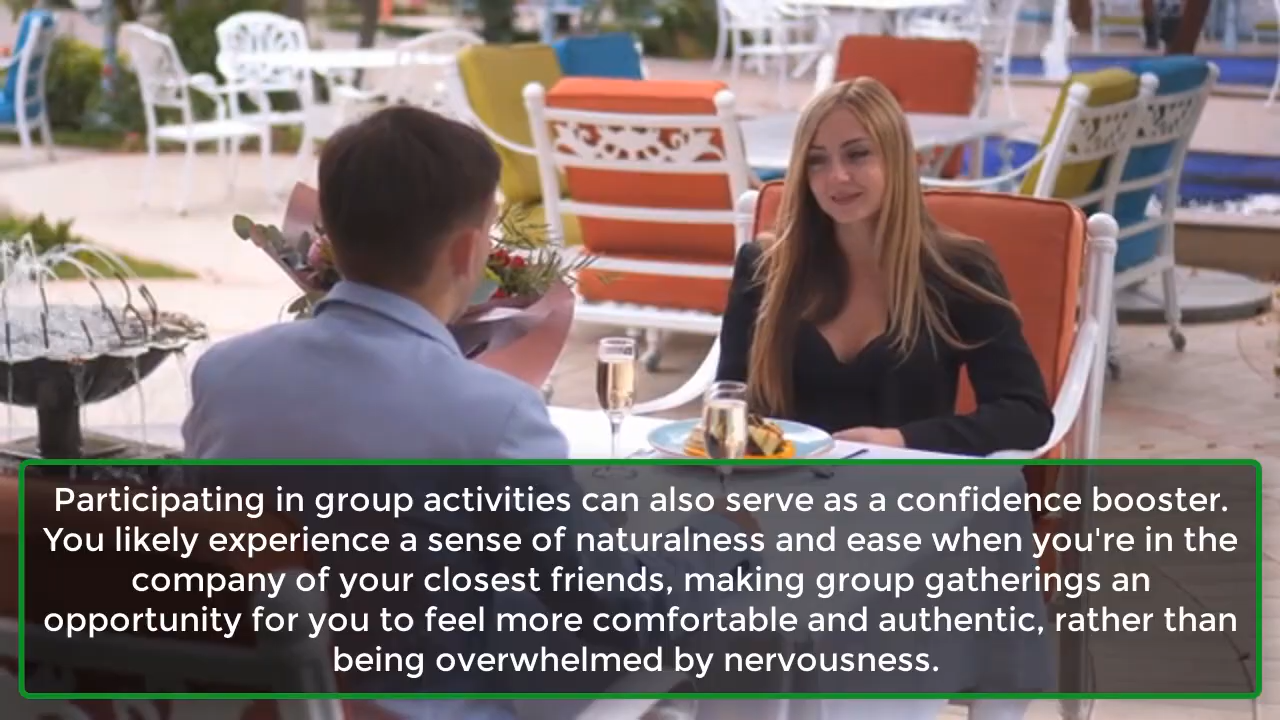 Participating in group activities can also serve as a confidence booster.
You likely experience a sense of naturalness and ease when you're in the
company of your closest friends, making group gatherings an
opportunity for you to feel more comfortable and authentic, rather than
being overwhelmed by nervousness.